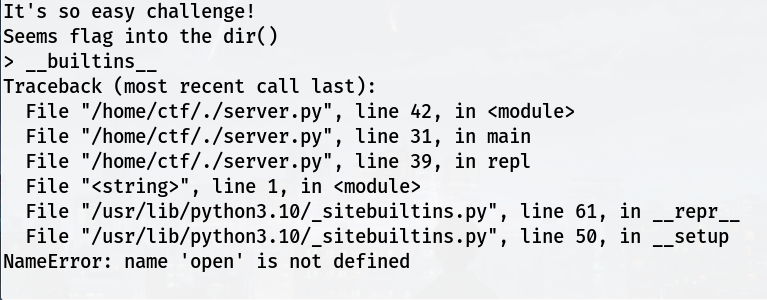 It's so easy challenge!
Seems flag into the dir()
> __builtins__
Traceback (most recent call last):
  File "/home/ctf/./server.py", line 42, in <module>
  File "/home/ctf/./server.py", line 31, in main
  File "/home/ctf/./server.py", line 39, in repl
  File "<string>", line 1, in <module>
  File "/usr/lib/python3.10/_sitebuiltins.py", line 61, in __repr__
  File "/usr/lib/python3.10/_sitebuiltins.py", line 50, in __setup
NameError: name 'open' is not defined